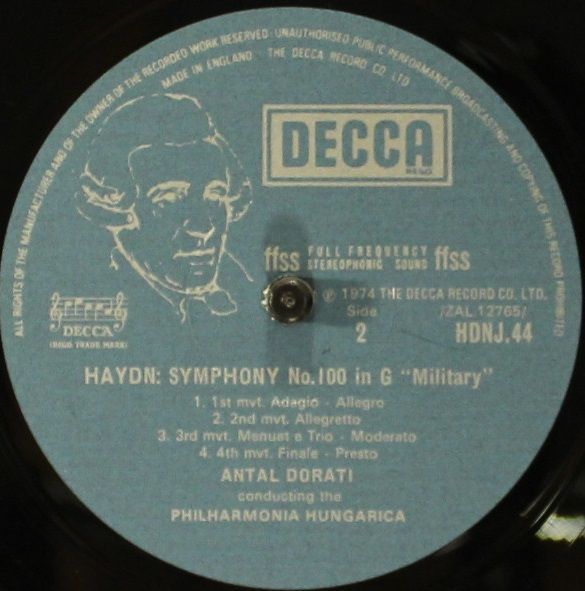 ALL RIGHTS OF THE MANUFACTURER AND OF THE OWNER OF THE RECORDED WORK RESERVED UNAUTHORISED PUBLIC PERFORMANCE BROADCASTING AND COPYING OF THIS RECORD PROHIBITED
MADE IN ENGLAND THE DECCA RECORD CO. LTD
DECCA
REGD
ffss FULL FREQUENCY STEREOPHONIC SOUND ffss
℗ 1974 THE DECCA RECORD CO. LTD.
Side /ZAL 12765/
2 HDNJ.44
DECCA
(REGD TRADE MARK)
HAYDN: SYMPHONY No.100 in G "Military"
1. 1st mvt. Adagio - Allegro
2. 2nd mvt. Allegretto
3. 3rd mvt. Menuet e Trio - Moderato
4. 4th mvt. Finale - Presto
ANTAL DORATI
conducting the
PHILHARMONIA HUNGARICA